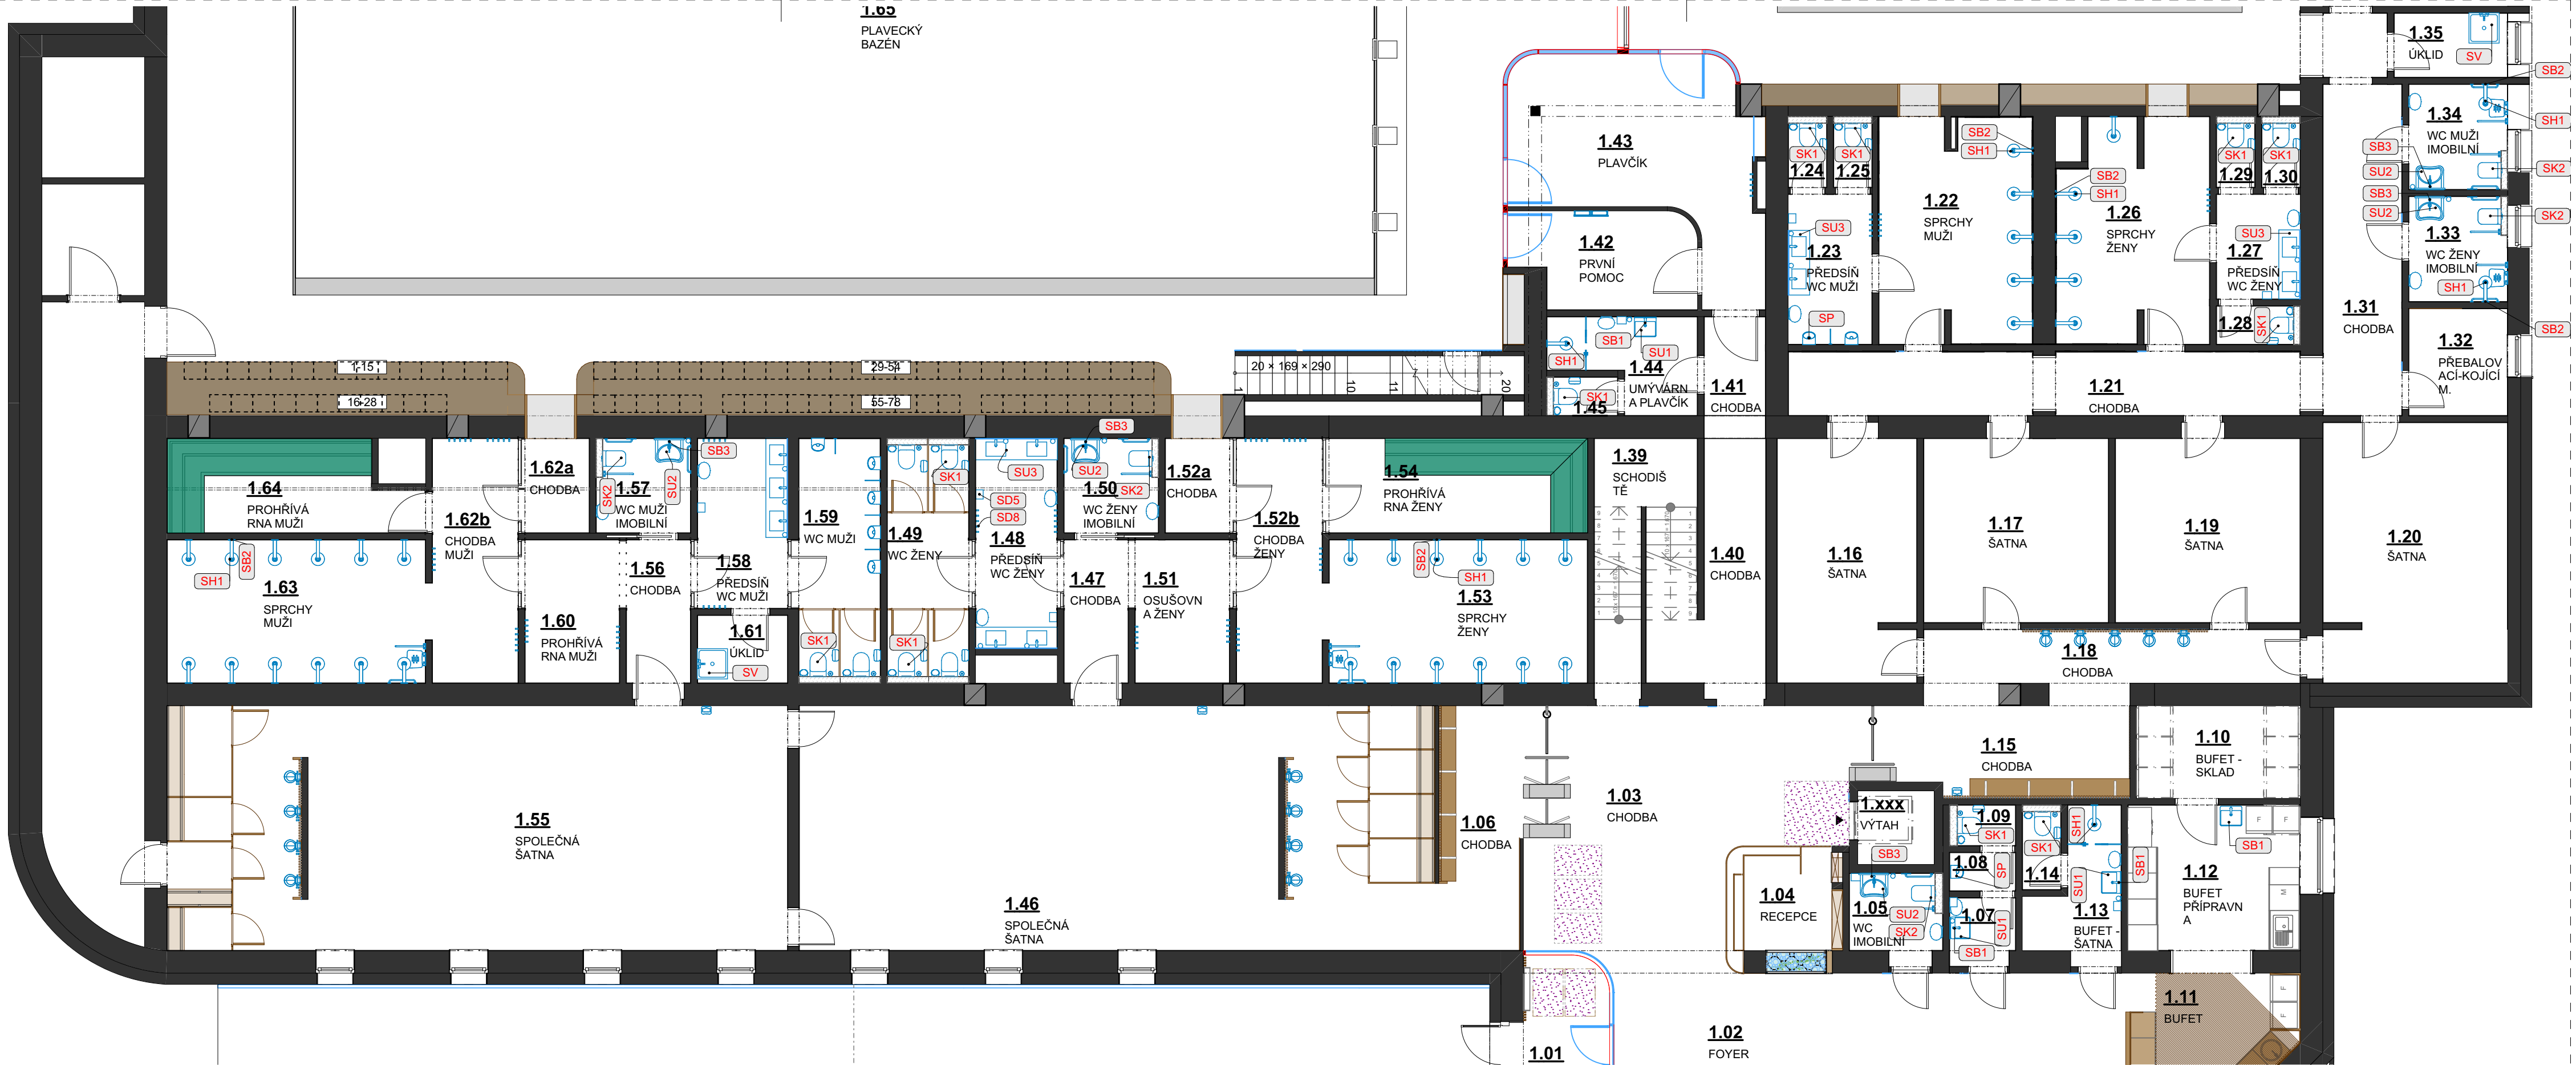 1.65
PLAVECKÝ
BAZÉN
1.35
ÚKLID
SV
SB2
1.34
WC MUŽI
IMOBILNÍ
SH1
SB3
SU2
SK2
SB3
SU2
SK2
1.33
WC ŽENY
IMOBILNÍ
SH1
SB2
1.43
PLAVČÍK
SK1
1.24
SK1
1.25
SB2
SH1
1.22
SPRCHY
MUŽI
SB2
SH1
1.26
SPRCHY
ŽENY
SK1
1.29
SK1
1.30
SU3
1.23
PŘEDSÍŇ
WC MUŽI
SP
SU3
1.27
PŘEDSÍŇ
WC ŽENY
1.28
SK1
1.42
PRVNÍ
POMOC
1.31
CHODBA
1.32
PŘEBALOV
ACÍ-KOJÍCÍ
M.
SB1
SH1
SU1
1.44
UMÝVÁRN
A PLAVČÍK
SK1
1.45
1.41
CHODBA
1.21
CHODBA
1-15
16-28
29-54
55-78
20 × 169 × 290
1
10
11
20
1.64
PROHŘÍVÁ
RNA MUŽI
1.62b
CHODBA
MUŽI
1.62a
CHODBA
SK2
1.57
WC MUŽI
IMOBILNÍ
SU2
SB3
1.59
WC MUŽI
SK1
1.49
WC ŽENY
SU3
SD5
SD8
1.48
PŘEDSÍŇ
WC ŽENY
SB3
SU2
1.50
WC ŽENY
IMOBILNÍ
SK2
1.52a
CHODBA
1.52b
CHODBA
ŽENY
1.54
PROHŘÍVÁ
RNA ŽENY
1.39
SCHODIŠ
TĚ
1.40
CHODBA
1.16
ŠATNA
1.17
ŠATNA
1.19
ŠATNA
1.20
ŠATNA
SB2
SH1
1.63
SPRCHY
MUŽI
1.60
PROHŘÍVÁ
RNA MUŽI
1.56
CHODBA
1.58
PŘEDSÍŇ
WC MUŽI
1.61
ÚKLID
SV
SK1
SK1
1.47
CHODBA
1.51
OSUŠOVN
A ŽENY
SB2
SH1
1.53
SPRCHY
ŽENY
1.18
CHODBA
1.55
SPOLEČNÁ
ŠATNA
1.46
SPOLEČNÁ
ŠATNA
1.06
CHODBA
1.03
CHODBA
1.15
CHODBA
1.10
BUFET -
SKLAD
1.xxx
VÝTAH
SB3
1.04
RECEPCE
1.05
WC
IMOBILNÍ
SU2
SK2
1.09
SK1
1.08
SP
1.07
SU1
SB1
SK1
1.14
SH1
SU1
1.13
BUFET -
ŠATNA
SB1
SB1
F
F
1.12
BUFET
PŘÍPRAVN
A
M
1.11
BUFET
F
F
1.02
FOYER
1.01